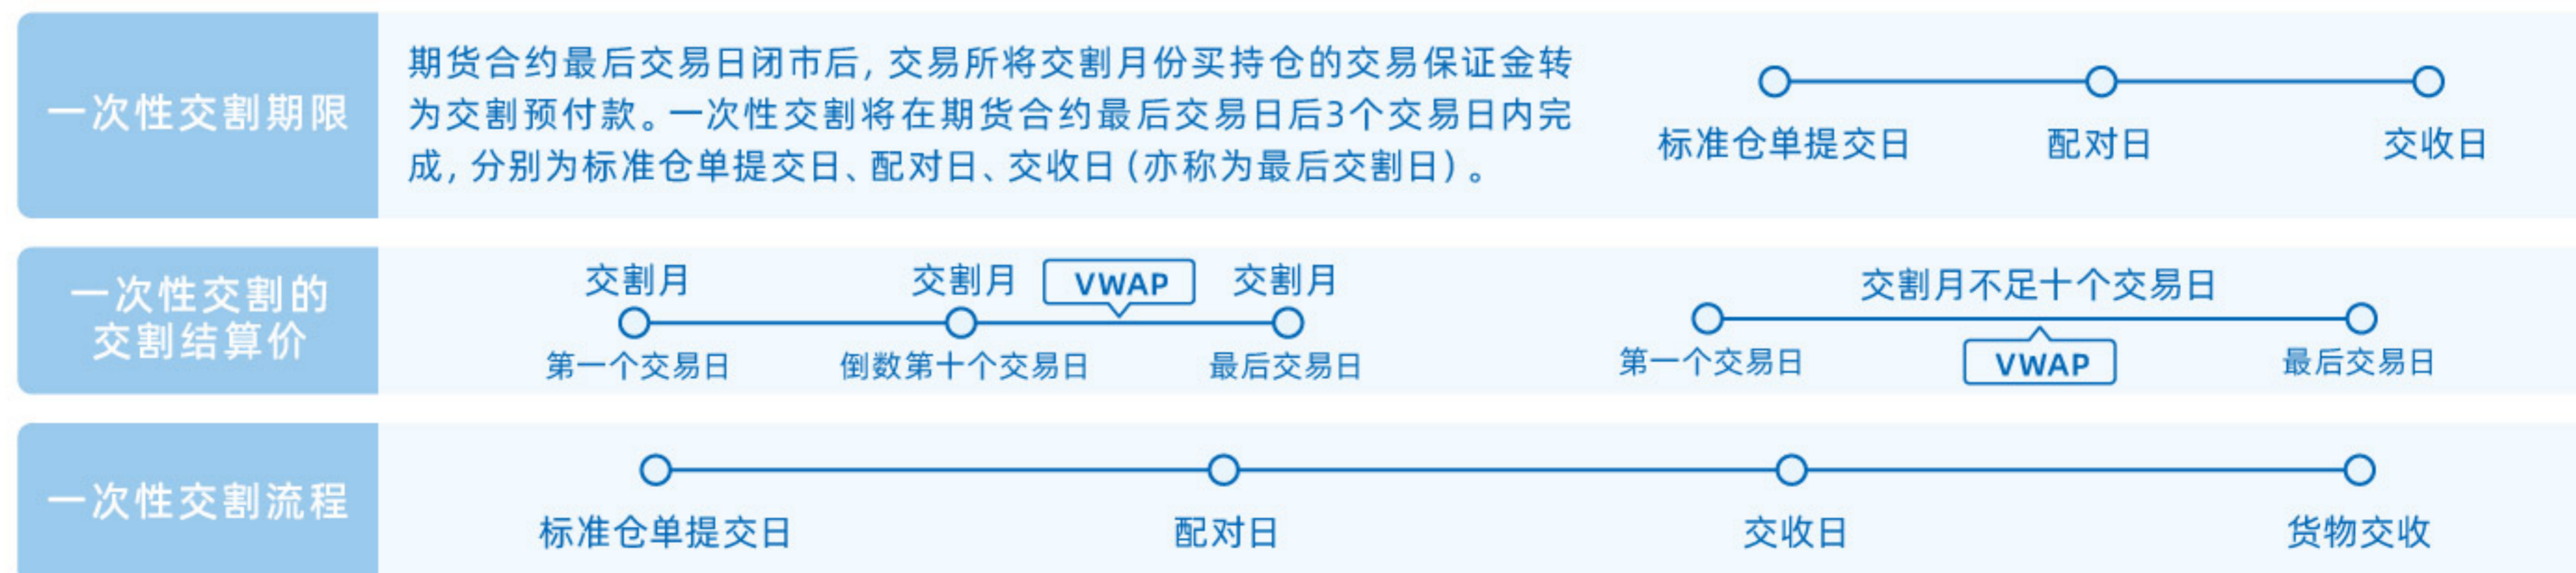 一次性交割期限
期货合约最后交易日闭市后,交易所将交割月份买持仓的交易保证金转
为交割预付款。一次性交割将在期货合约最后交易日后3个交易日内完
成,分别为标准仓单提交日、配对日、交收日(亦称为最后交割日)。
标准仓单提交日 配对日 交收日
一次性交割的
交割结算价
交割月 交割月 VWAP 交割月
第一个交易日 倒数第十个交易日 最后交易日
交割月不足十个交易日
第一个交易日 VWAP 最后交易日
一次性交割流程
标准仓单提交日 配对日 交收日 货物交收